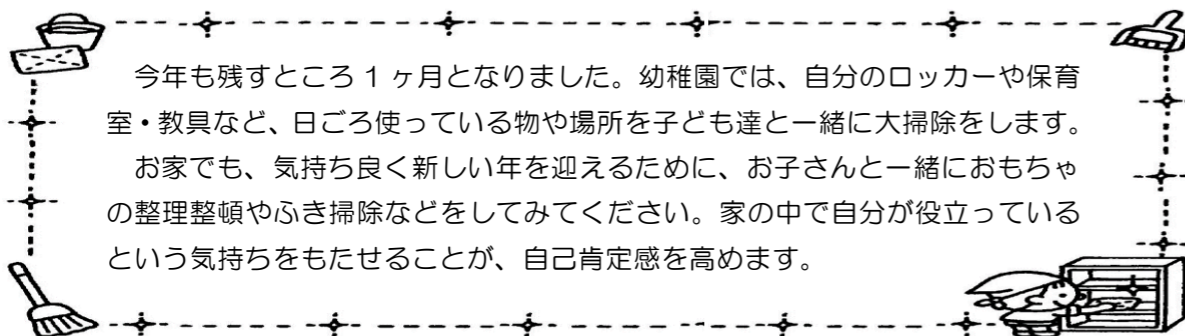 今年も残すところ 1 ヶ月となりました。幼稚園では、自分のロッカーや保育
室・教具など、日ごろ使っている物や場所を子ども達と一緒に大掃除をします。
お家でも、気持ち良く新しい年を迎えるために、お子さんと一緒におもちゃ
の整理整頓やふき掃除などをしてみてください。家の中で自分が役立っている
という気持ちをもたせることが、自己肯定感を高めます。